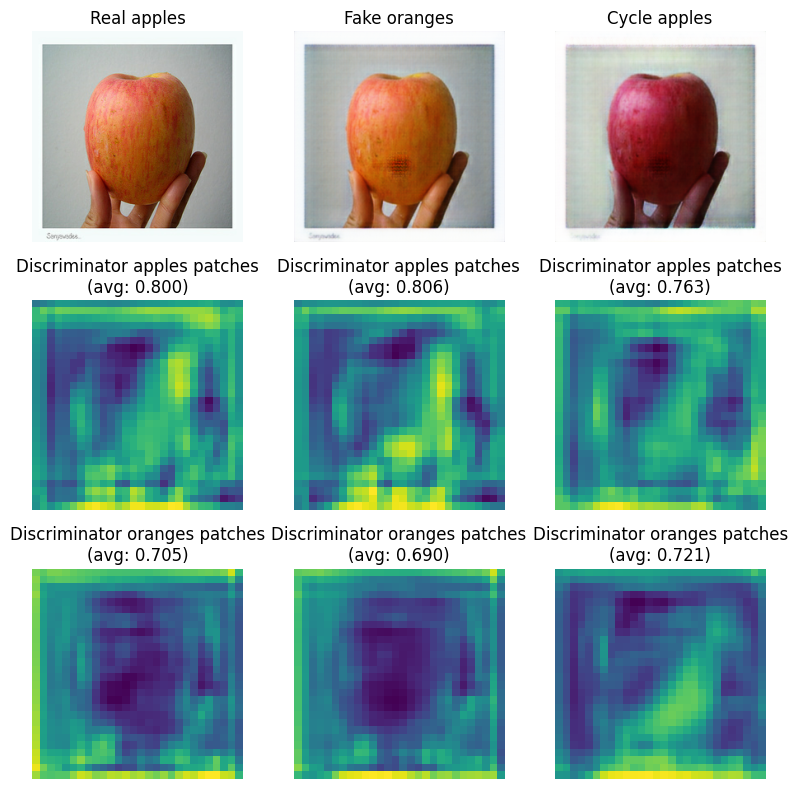 Real apples
Fake oranges
Cycle apples
Discriminator apples patches
(avg: 0.800)
Discriminator apples patches
(avg: 0.806)
Discriminator apples patches
(avg: 0.763)
Discriminator oranges patches
(avg: 0.705)
Discriminator oranges patches
(avg: 0.690)
Discriminator oranges patches
(avg: 0.721)